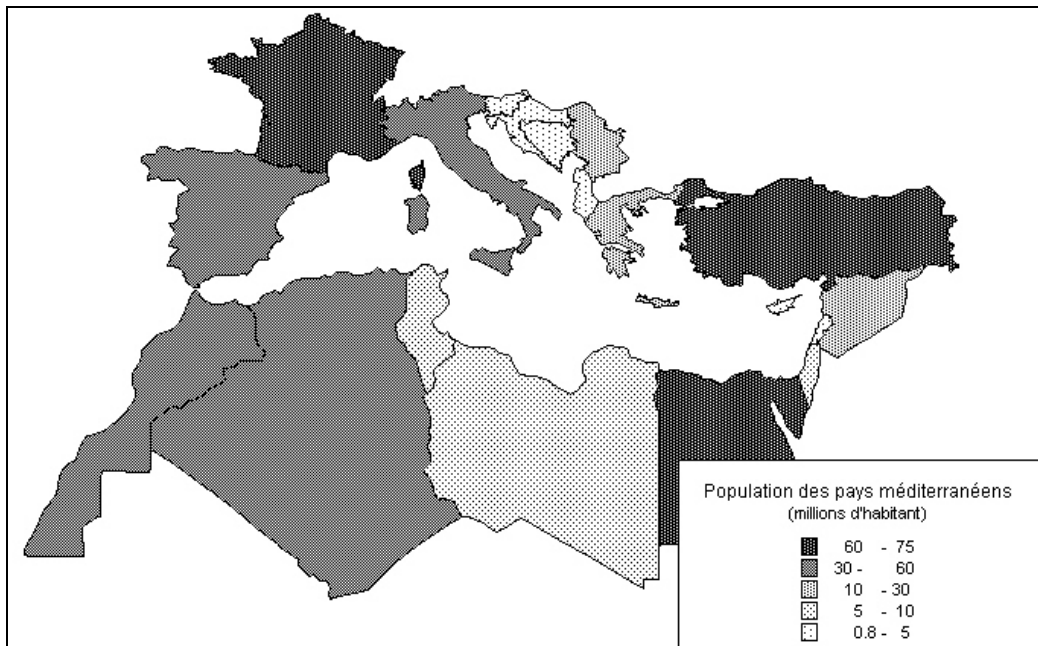 Population des pays méditerranéens
(millions d'habitant)
60 - 75
30 - 60
10 - 30
5 - 10
0.8 - 5